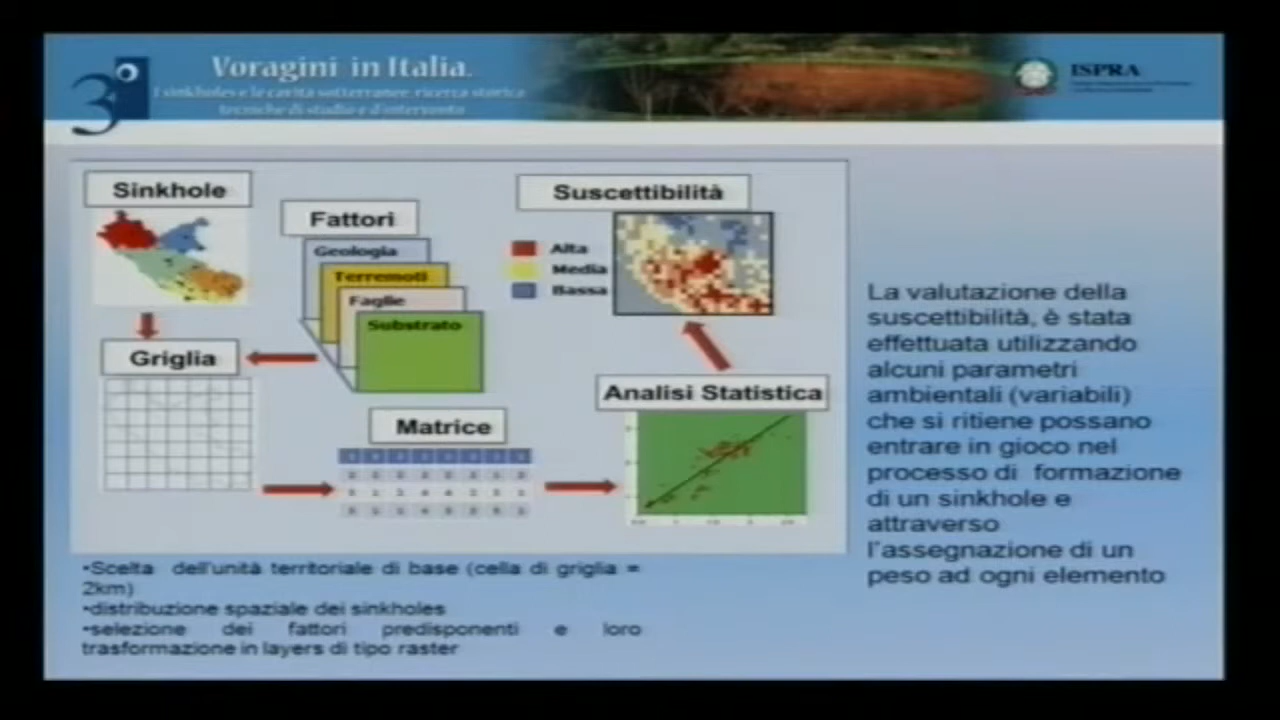 3°
Voragini in Italia.
I sinkholes e le cavità sotterranee: ricerca storica
tecniche di studio e d'intervento
ISPRA
Sinkhole
Fattori
Geologia
Terremoti
Faglie
Substrato
Suscettibilità
Alta
Media
Bassa
Griglia
Matrice
Analisi Statistica
•Scelta dell'unità territoriale di base (cella di griglia =
2km)
•distribuzione spaziale dei sinkholes
•selezione dei fattori predisponenti e loro
trasformazione in layers di tipo raster
La valutazione della
suscettibilità, è stata
effettuata utilizzando
alcuni parametri
ambientali (variabili)
che si ritiene possano
entrare in gioco nel
processo di formazione
di un sinkhole e
attraverso
l'assegnazione di un
peso ad ogni elemento